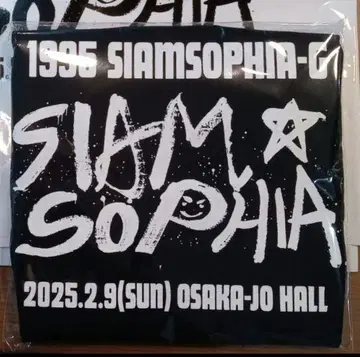 1995 SIAMSOPHIA-G
SIAM☆
SOPHIA
2025.2.9(SUN) OSAKA-JO HALL